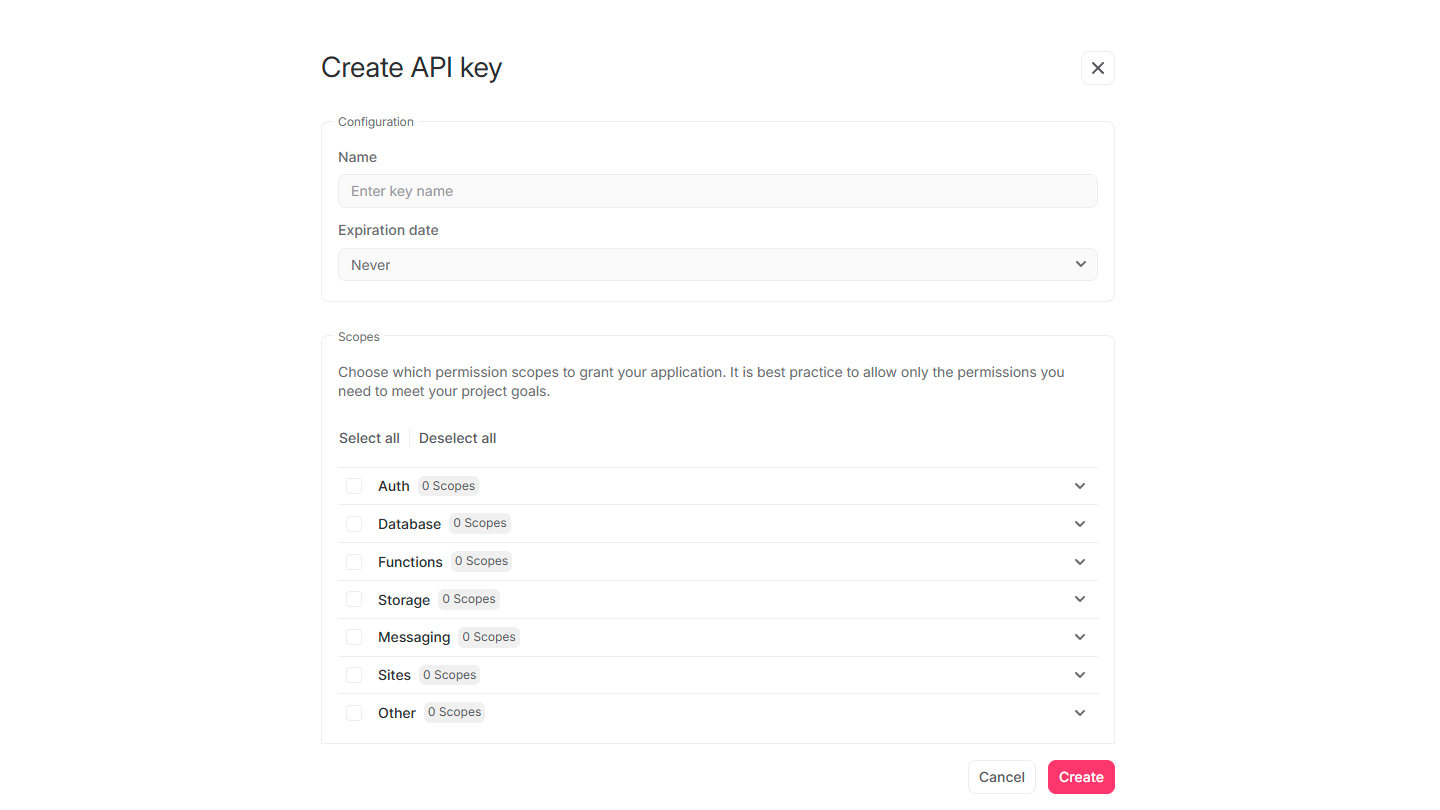 Create API key
Configuration
Name
Enter key name
Expiration date
Never
Scopes
Choose which permission scopes to grant your application. It is best practice to allow only the permissions you
need to meet your project goals.
Select all Deselect all
Auth 0 Scopes
Database 0 Scopes
Functions 0 Scopes
Storage 0 Scopes
Messaging 0 Scopes
Sites 0 Scopes
Other 0 Scopes
Cancel Create